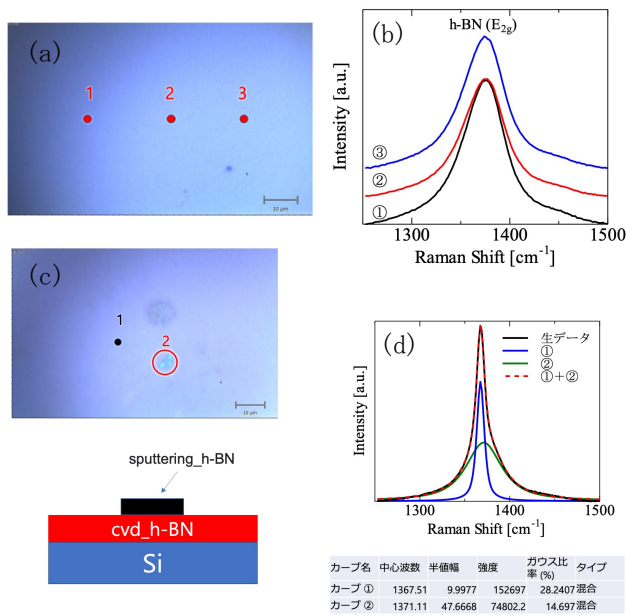 (a)
1 2 3
10 μm
(b)
h-BN (E2g)
Intensity [a.u.]
③
②
①
1300 1400 1500
Raman Shift [cm-1]
(c)
1
2
10 μm
(d)
生データ
①
②
①+②
Intensity [a.u.]
1300 1400 1500
Raman Shift [cm-1]
sputtering_h-BN
cvd_h-BN
Si
カーブ名 中心波数 半値幅 強度 ガウス比率(%) タイプ
カーブ ① 1367.51 9.9977 152697 28.2407 混合
カーブ ② 1371.11 47.6668 74802.2 14.697 混合